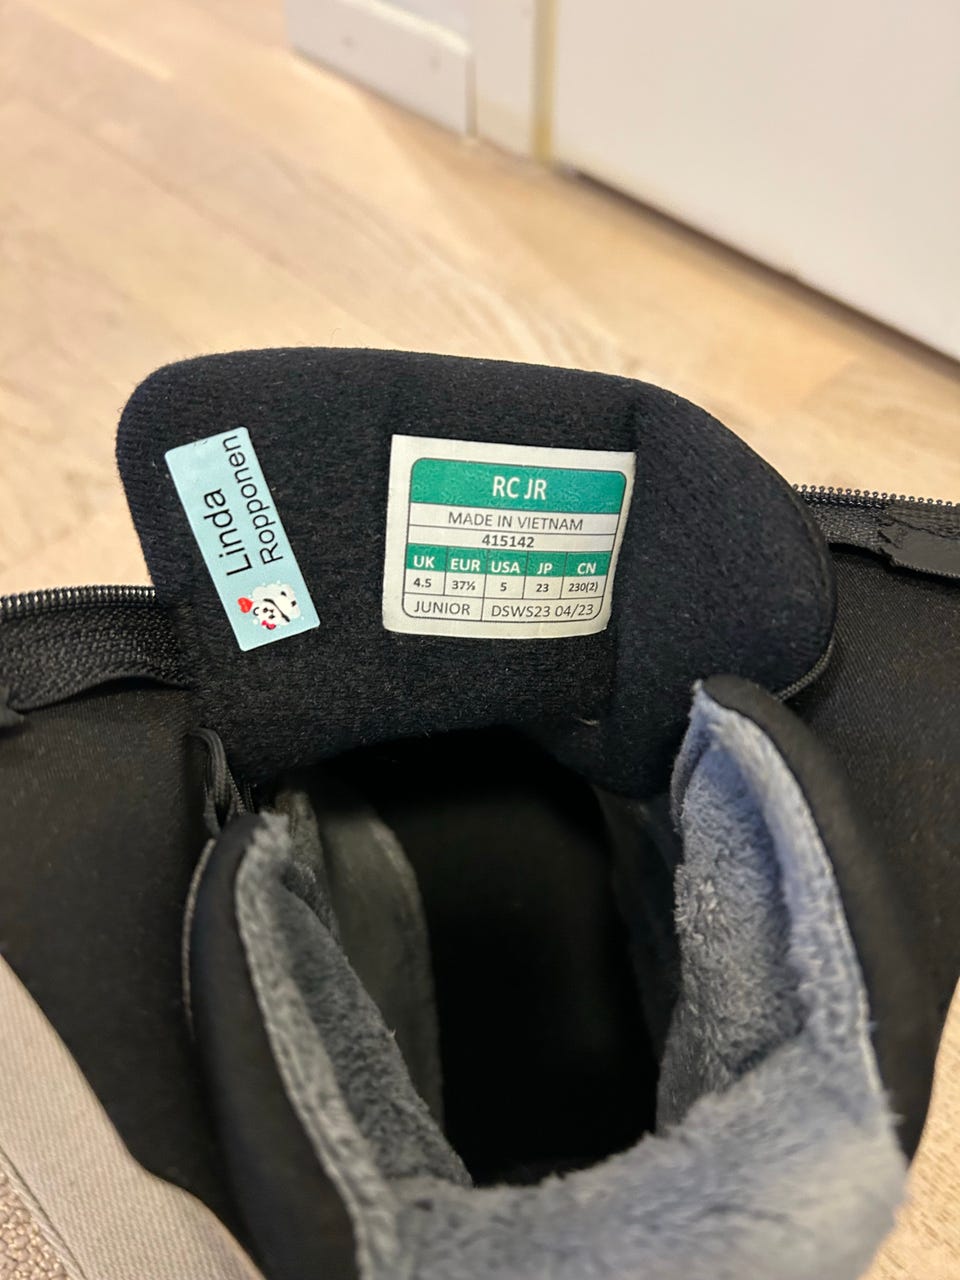 Linda
Ropponen
RC JR
MADE IN VIETNAM
415142
UK EUR USA JP CN
4.5 37½ 5 23 230(2)
JUNIOR DSWS23 04/23